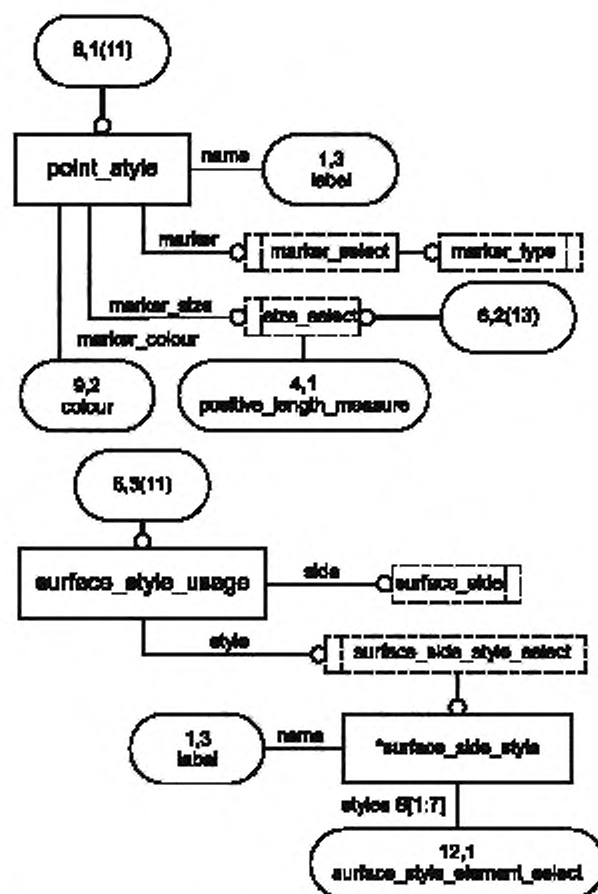 8,1(11)
point_style
name
1,3
label
marker
marker_select
marker_type
marker_size
size_select
6,2(13)
marker_colour
9,2
colour
4,1
positive_length_measure
6,3(11)
surface_style_usage
side
surface_side
style
surface_side_style_select
1,3
label
name
*surface_side_style
styles S[1:7]
12,1
surface_style_element_select